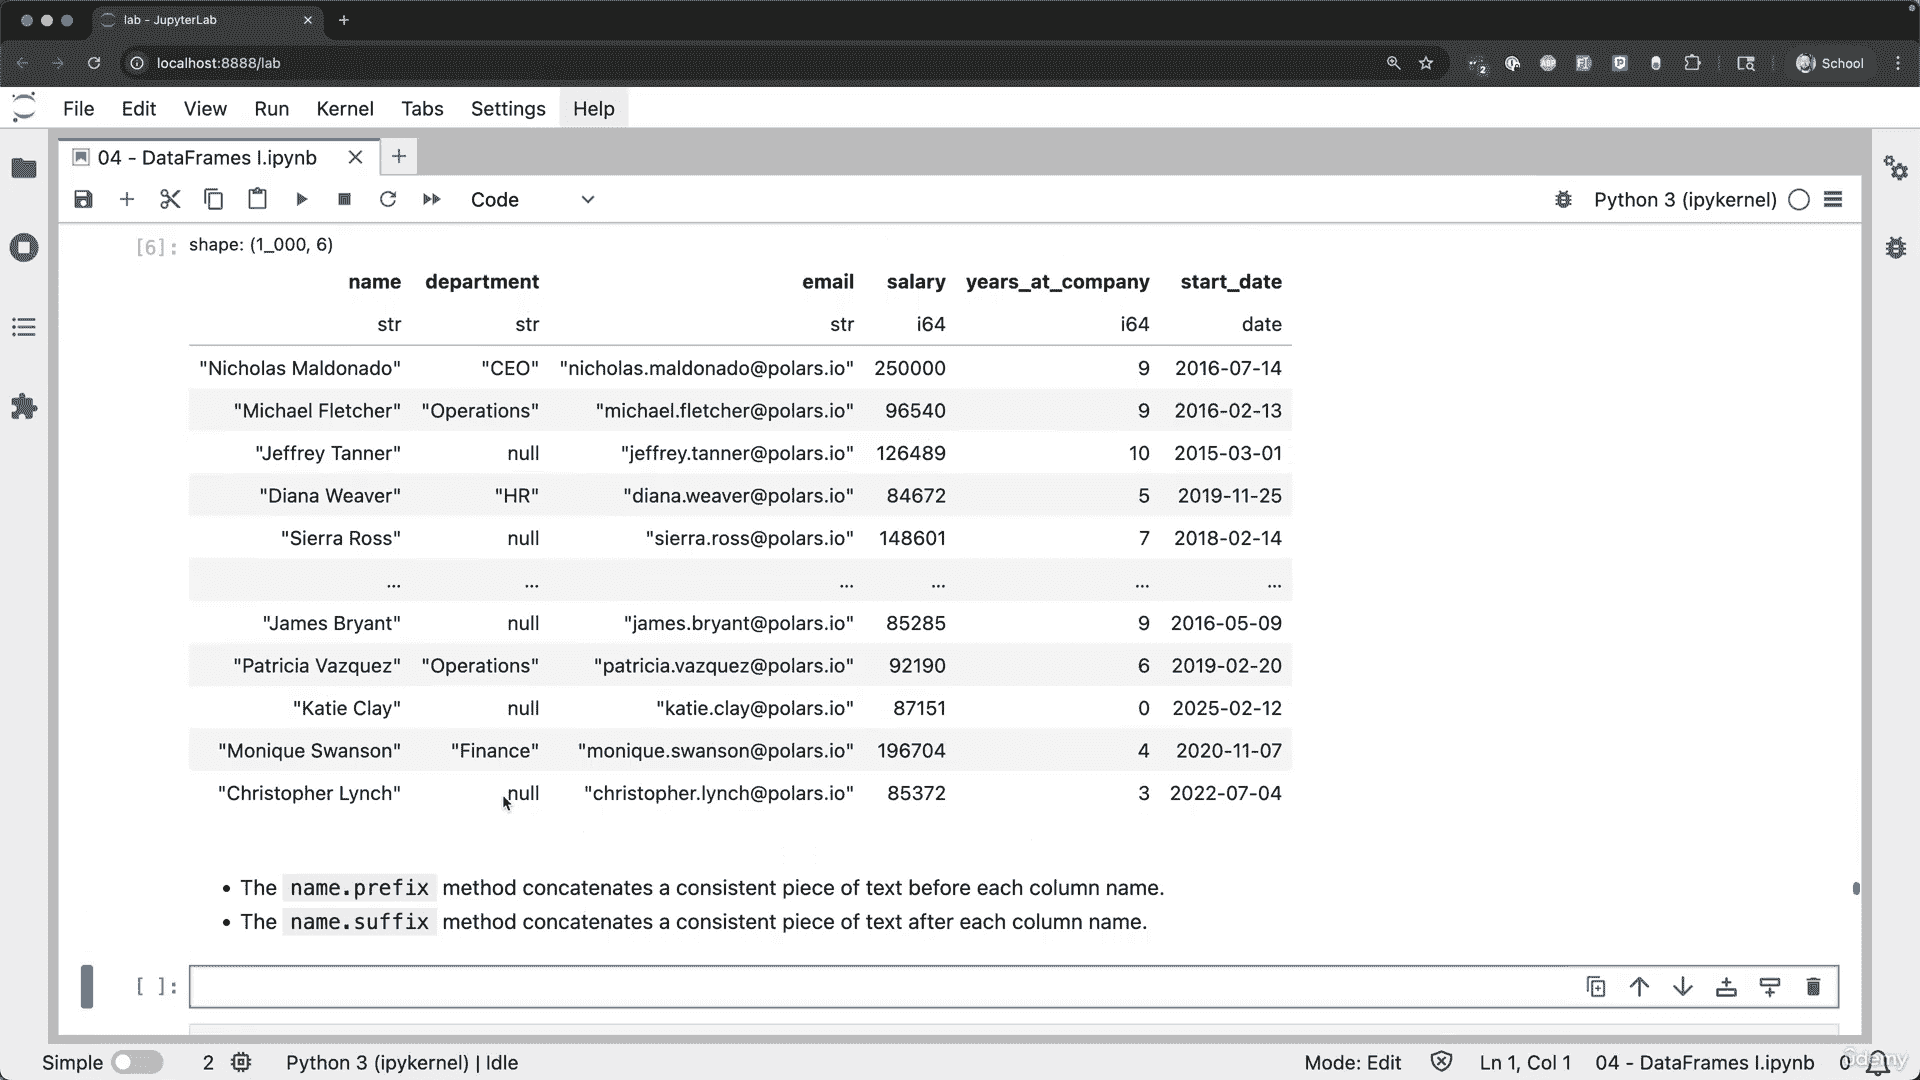 lab - JupyterLab
localhost:8888/lab
2
ABP
School
File Edit View Run Kernel Tabs Settings Help
04 - DataFrames I.ipynb
Code
Python 3 (ipykernel)
[6]: shape: (1_000, 6)
name department email salary years_at_company start_date
str str str i64 i64 date
"Nicholas Maldonado" "CEO" "nicholas.maldonado@polars.io" 250000 9 2016-07-14
"Michael Fletcher" "Operations" "michael.fletcher@polars.io" 96540 9 2016-02-13
"Jeffrey Tanner" null "jeffrey.tanner@polars.io" 126489 10 2015-03-01
"Diana Weaver" "HR" "diana.weaver@polars.io" 84672 5 2019-11-25
"Sierra Ross" null "sierra.ross@polars.io" 148601 7 2018-02-14
… … … … … …
"James Bryant" null "james.bryant@polars.io" 85285 9 2016-05-09
"Patricia Vazquez" "Operations" "patricia.vazquez@polars.io" 92190 6 2019-02-20
"Katie Clay" null "katie.clay@polars.io" 87151 0 2025-02-12
"Monique Swanson" "Finance" "monique.swanson@polars.io" 196704 4 2020-11-07
"Christopher Lynch" null "christopher.lynch@polars.io" 85372 3 2022-07-04
• The name.prefix method concatenates a consistent piece of text before each column name.
• The name.suffix method concatenates a consistent piece of text after each column name.
[ ]:
Simple 2 Python 3 (ipykernel) | Idle Mode: Edit Ln 1, Col 1 04 - DataFrames I.ipynb 0
Udemy